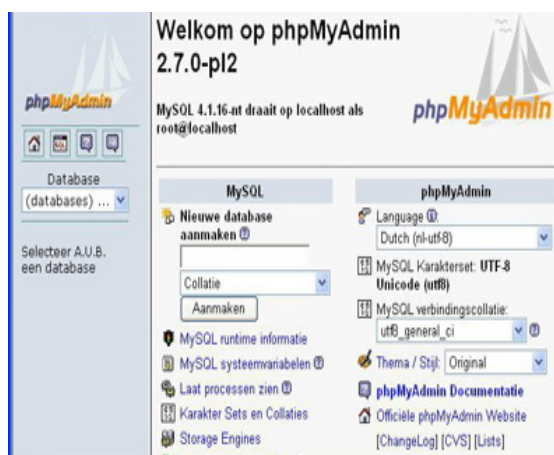 phpMyAdmin
Database
(databases) ...
Selecteer A.U.B.
een database
Welkom op phpMyAdmin
2.7.0-pl2
MySQL 4.1.16-nt draait op localhost als
root@localhost
phpMyAdmin
MySQL
Nieuwe database
aanmaken
Collatie
Aanmaken
MySQL runtime informatie
MySQL systeemvariabelen
Laat processen zien
Karakter Sets en Collaties
Storage Engines
phpMyAdmin
Language
Dutch (nl-utf-8)
MySQL Karakterset: UTF-8
Unicode (utf8)
MySQL verbindingscollatie:
utf8_general_ci
Thema / Stijl: Original
phpMyAdmin Documentatie
Officiële phpMyAdmin Website
[ChangeLog] [CVS] [Lists]